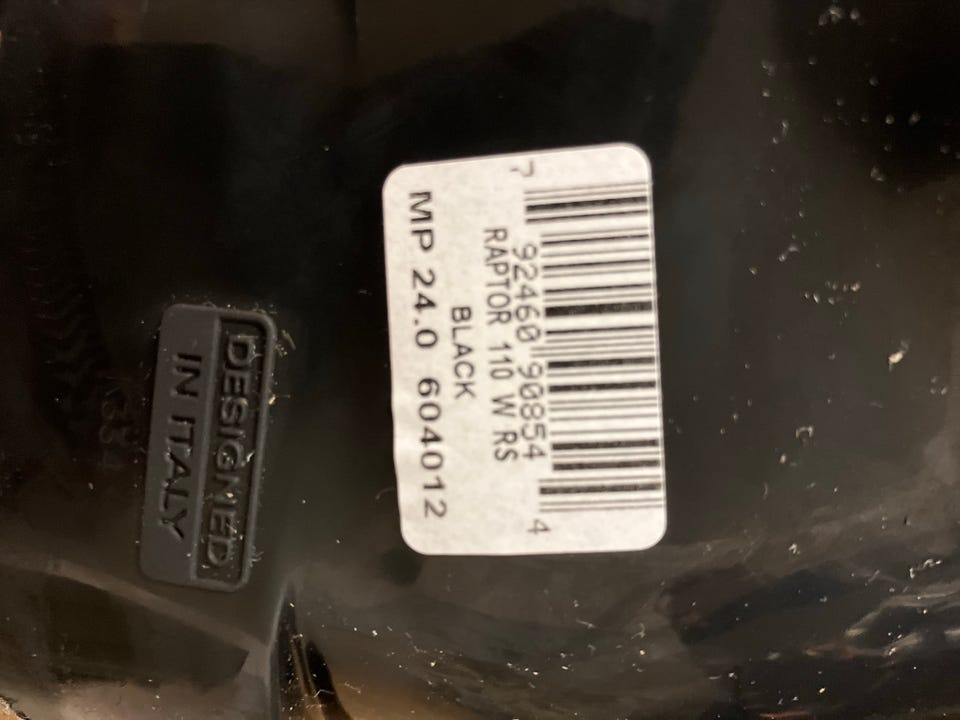 7 92460 90854 4
RAPTOR 110 W RS
BLACK
MP 24.0 604012
DESIGNED
IN ITALY